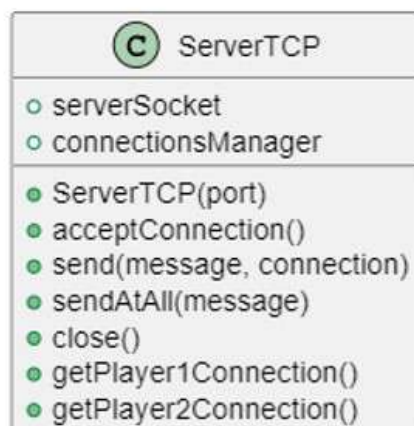 C ServerTCP
serverSocket
connectionsManager
ServerTCP(port)
acceptConnection()
send(message, connection)
sendAtAll(message)
close()
getPlayer1Connection()
getPlayer2Connection()